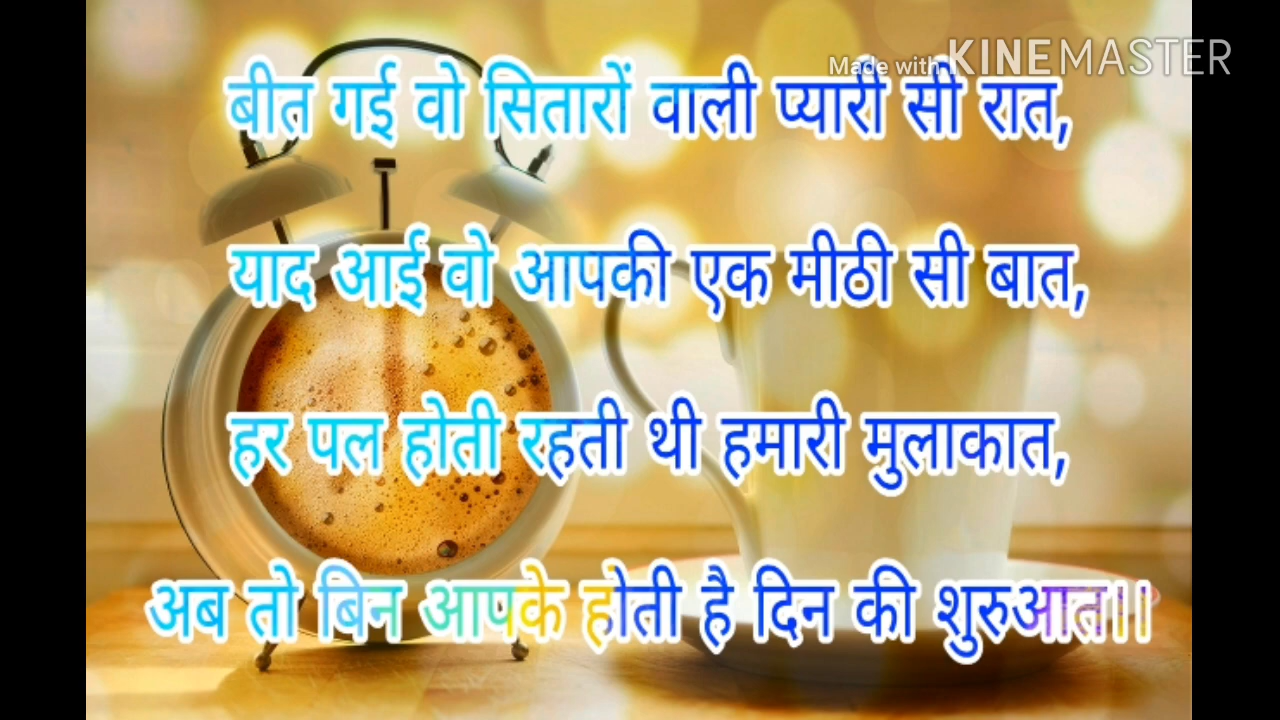 Made with KINEMASTER
बीत गई वो सितारों वाली प्यारी सी रात,
याद आई वो आपकी एक मीठी सी बात,
हर पल होती रहती थी हमारी मुलाकात,
अब तो बिन आपके होती है दिन की शुरुआत।।